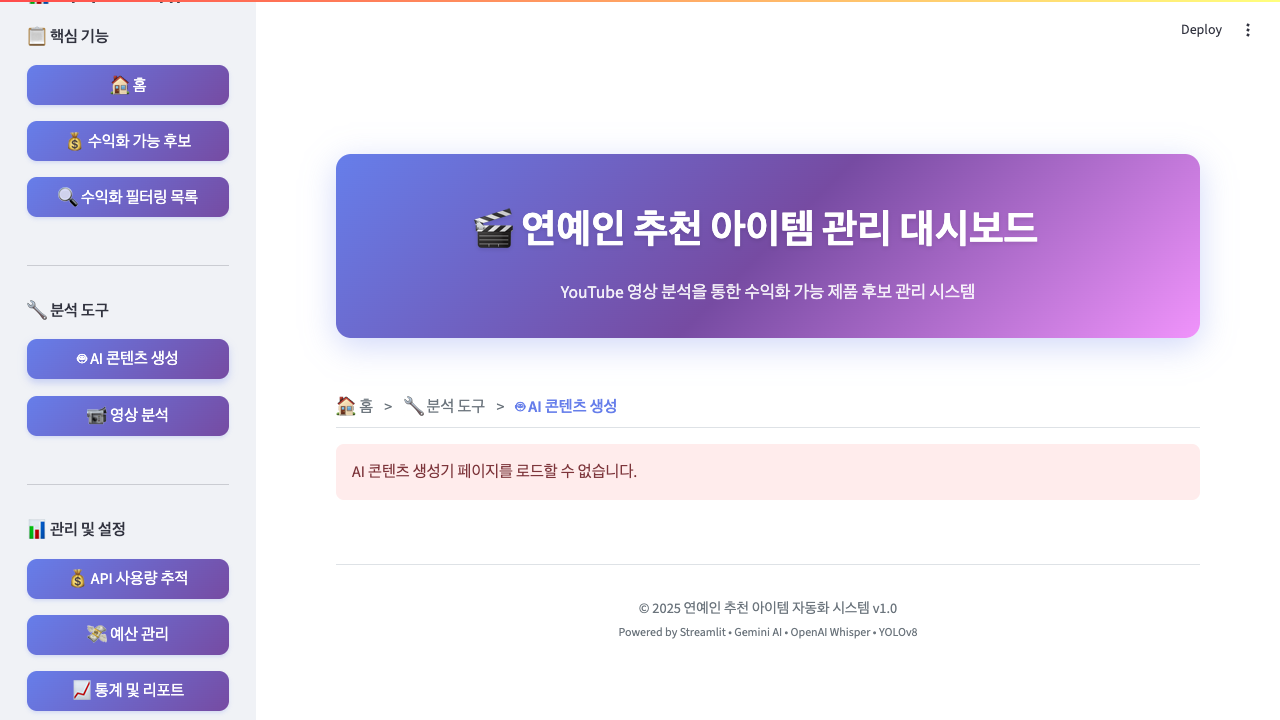 📋 핵심 기능
🏠 홈
💰 수익화 가능 후보
🔍 수익화 필터링 목록
🔧 분석 도구
AI 콘텐츠 생성
📹 영상 분석
📊 관리 및 설정
💰 API 사용량 추적
💸 예산 관리
📈 통계 및 리포트
Deploy
🎬 연예인 추천 아이템 관리 대시보드
YouTube 영상 분석을 통한 수익화 가능 제품 후보 관리 시스템
🏠 홈 > 🔧 분석 도구 > AI 콘텐츠 생성
AI 콘텐츠 생성기 페이지를 로드할 수 없습니다.
© 2025 연예인 추천 아이템 자동화 시스템 v1.0
Powered by Streamlit • Gemini AI • OpenAI Whisper • YOLOv8